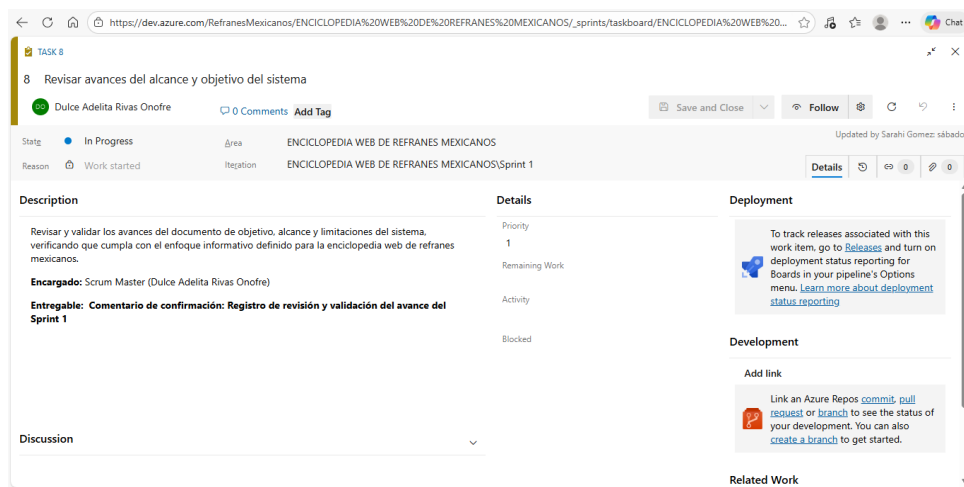 https://dev.azure.com/RefranesMexicanos/ENCICLOPEDIA%20WEB%20DE%20REFRANES%20MEXICANOS/_sprints/taskboard/ENCICLOPEDIA%20WEB%20...
Chat
TASK 8
8 Revisar avances del alcance y objetivo del sistema
DO Dulce Adelita Rivas Onofre
0 Comments Add Tag
Save and Close
Follow
State In Progress
Area ENCICLOPEDIA WEB DE REFRANES MEXICANOS
Updated by Sarahi Gomez: sábado
Reason Work started
Iteration ENCICLOPEDIA WEB DE REFRANES MEXICANOS\Sprint 1
Details
0
0
Description
Revisar y validar los avances del documento de objetivo, alcance y limitaciones del sistema,
verificando que cumpla con el enfoque informativo definido para la enciclopedia web de refranes
mexicanos.
Encargado: Scrum Master (Dulce Adelita Rivas Onofre)
Entregable: Comentario de confirmación: Registro de revisión y validación del avance del
Sprint 1
Discussion
Details
Priority
1
Remaining Work
Activity
Blocked
Deployment
To track releases associated with this
work item, go to Releases and turn on
deployment status reporting for
Boards in your pipeline's Options
menu. Learn more about deployment
status reporting
Development
Add link
Link an Azure Repos commit, pull
request or branch to see the status of
your development. You can also
create a branch to get started.
Related Work